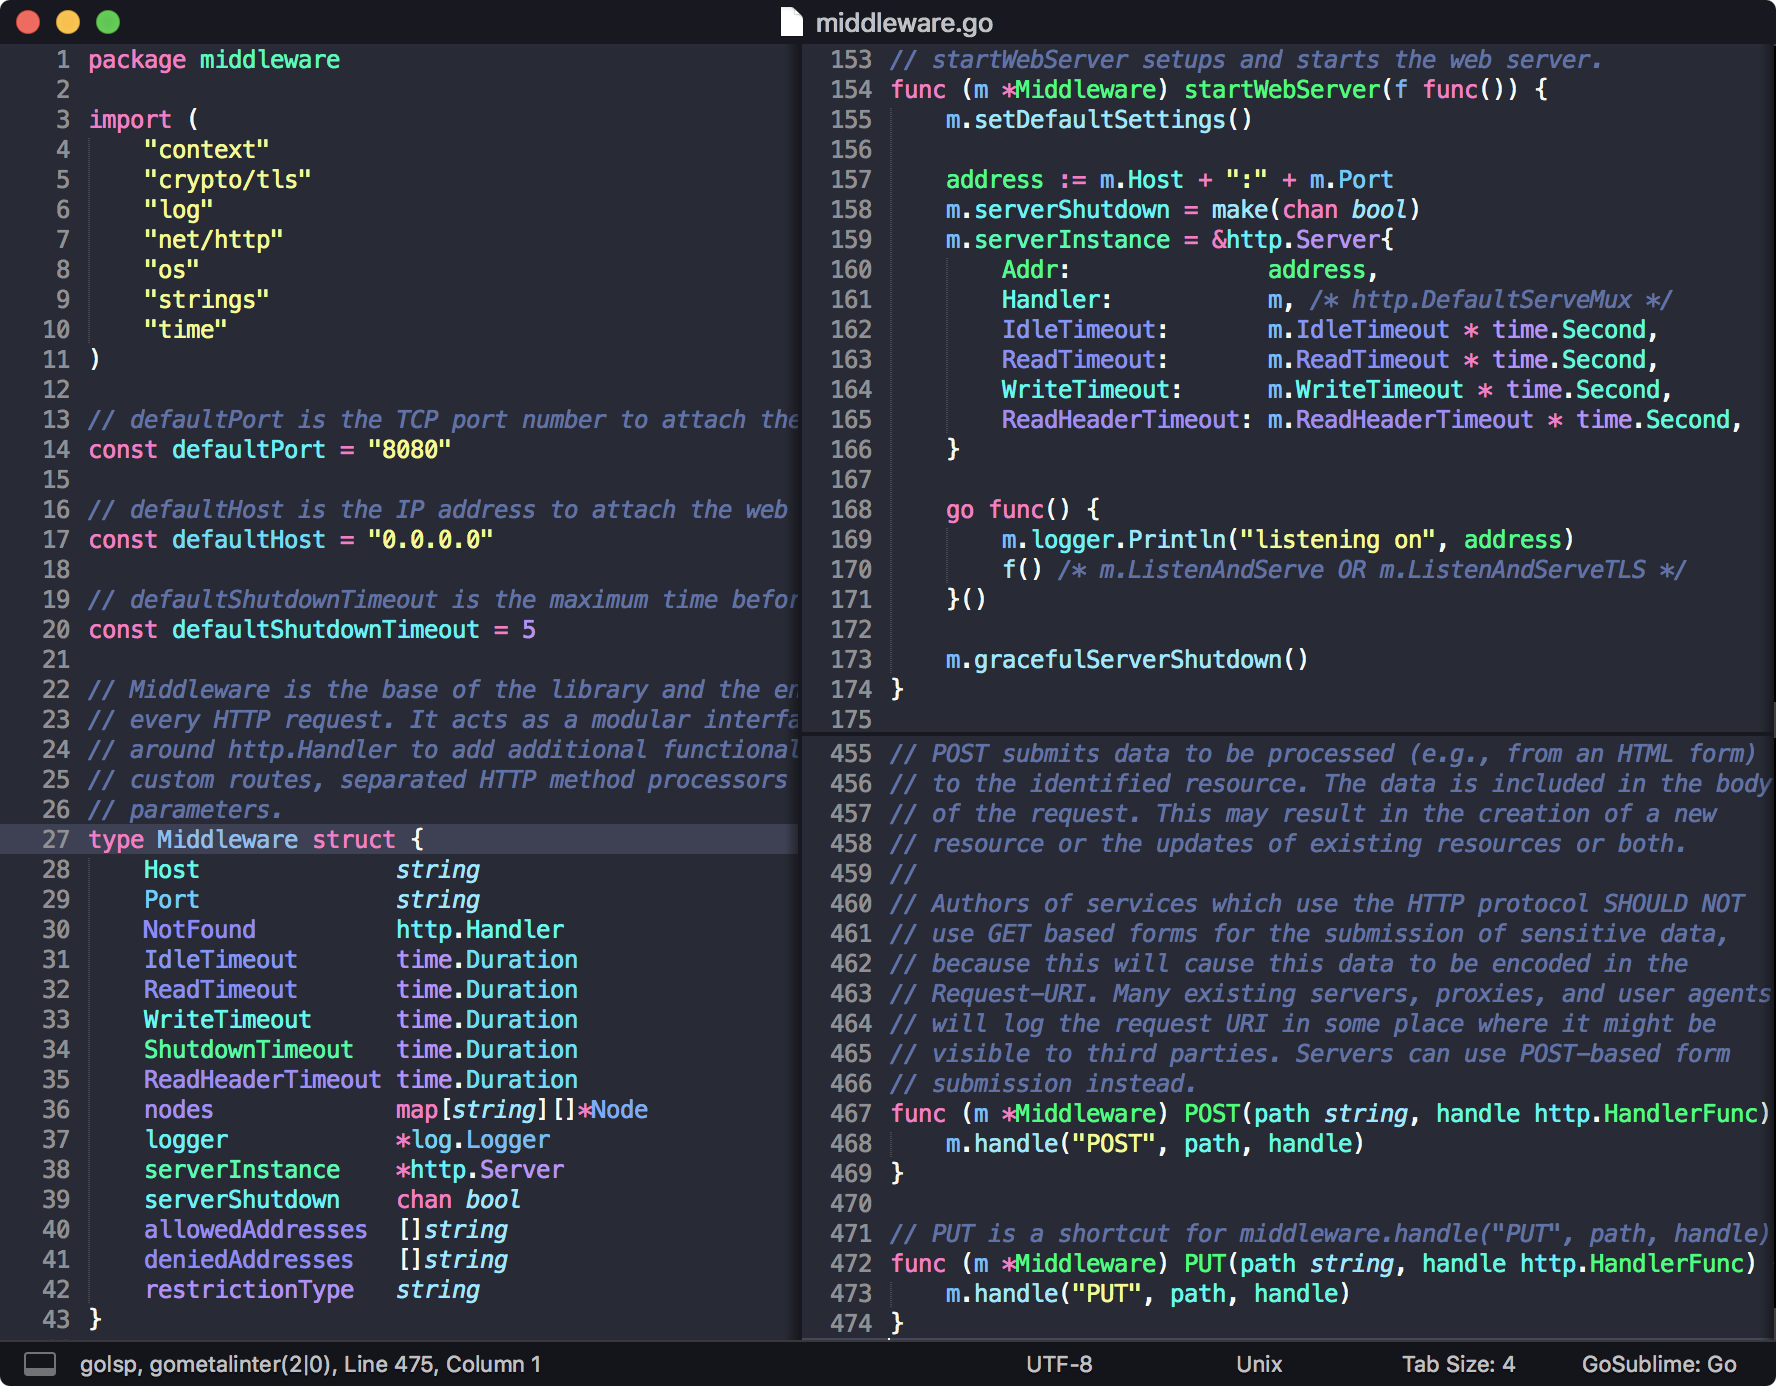 middleware.go
1 package middleware
2
3 import (
4     "context"
5     "crypto/tls"
6     "log"
7     "net/http"
8     "os"
9     "strings"
10     "time"
11 )
12
13 // defaultPort is the TCP port number to attach the
14 const defaultPort = "8080"
15
16 // defaultHost is the IP address to attach the web
17 const defaultHost = "0.0.0.0"
18
19 // defaultShutdownTimeout is the maximum time befor
20 const defaultShutdownTimeout = 5
21
22 // Middleware is the base of the library and the en
23 // every HTTP request. It acts as a modular interfa
24 // around http.Handler to add additional functional
25 // custom routes, separated HTTP method processors
26 // parameters.
27 type Middleware struct {
28     Host              string
29     Port              string
30     NotFound          http.Handler
31     IdleTimeout       time.Duration
32     ReadTimeout       time.Duration
33     WriteTimeout      time.Duration
34     ShutdownTimeout   time.Duration
35     ReadHeaderTimeout time.Duration
36     nodes             map[string][]*Node
37     logger            *log.Logger
38     serverInstance    *http.Server
39     serverShutdown    chan bool
40     allowedAddresses  []string
41     deniedAddresses   []string
42     restrictionType   string
43 }
153 // startWebServer setups and starts the web server.
154 func (m *Middleware) startWebServer(f func()) {
155     m.setDefaultSettings()
156
157     address := m.Host + ":" + m.Port
158     m.serverShutdown = make(chan bool)
159     m.serverInstance = &http.Server{
160         Addr:              address,
161         Handler:           m, /* http.DefaultServeMux */
162         IdleTimeout:       m.IdleTimeout * time.Second,
163         ReadTimeout:       m.ReadTimeout * time.Second,
164         WriteTimeout:      m.WriteTimeout * time.Second,
165         ReadHeaderTimeout: m.ReadHeaderTimeout * time.Second,
166     }
167
168     go func() {
169         m.logger.Println("listening on", address)
170         f() /* m.ListenAndServe OR m.ListenAndServeTLS */
171     }()
172
173     m.gracefulServerShutdown()
174 }
175
455 // POST submits data to be processed (e.g., from an HTML form)
456 // to the identified resource. The data is included in the body
457 // of the request. This may result in the creation of a new
458 // resource or the updates of existing resources or both.
459 //
460 // Authors of services which use the HTTP protocol SHOULD NOT
461 // use GET based forms for the submission of sensitive data,
462 // because this will cause this data to be encoded in the
463 // Request-URI. Many existing servers, proxies, and user agents
464 // will log the request URI in some place where it might be
465 // visible to third parties. Servers can use POST-based form
466 // submission instead.
467 func (m *Middleware) POST(path string, handle http.HandlerFunc)
468     m.handle("POST", path, handle)
469 }
470
471 // PUT is a shortcut for middleware.handle("PUT", path, handle)
472 func (m *Middleware) PUT(path string, handle http.HandlerFunc)
473     m.handle("PUT", path, handle)
474 }
golsp, gometalinter(2|0), Line 475, Column 1 UTF-8 Unix Tab Size: 4 GoSublime: Go